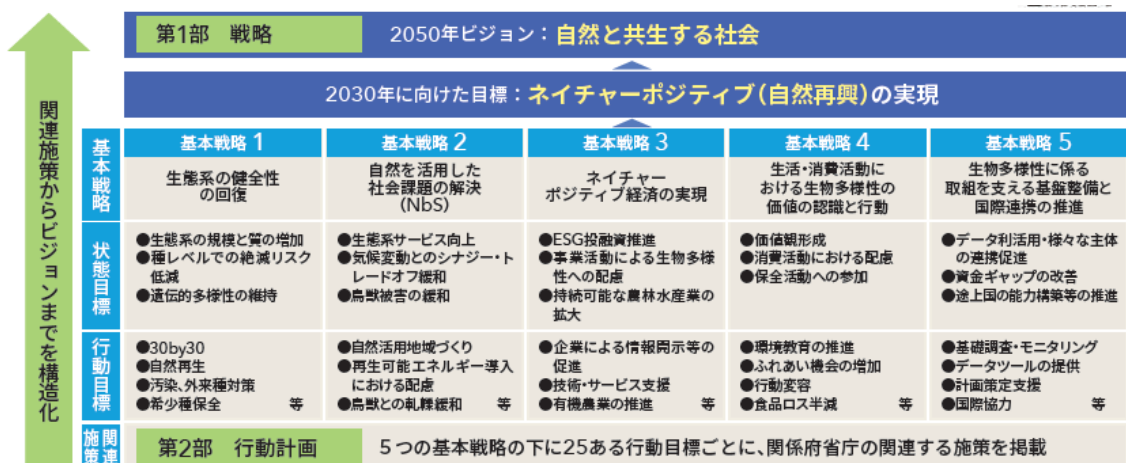 第1部 戦略
2050年ビジョン：自然と共生する社会
2030年に向けた目標：ネイチャーポジティブ（自然再興）の実現
関連施策からビジョンまでを構造化
基本戦略
基本戦略 1
生態系の健全性
の回復
基本戦略 2
自然を活用した
社会課題の解決
（NbS）
基本戦略 3
ネイチャー
ポジティブ経済の実現
基本戦略 4
生活・消費活動に
おける生物多様性の
価値の認識と行動
基本戦略 5
生物多様性に係る
取組を支える基盤整備と
国際連携の推進
状態目標
●生態系の規模と質の増加
●種レベルでの絶滅リスク
低減
●遺伝的多様性の維持
●生態系サービス向上
●気候変動とのシナジー・ト
レードオフ緩和
●鳥獣被害の緩和
●ESG投融資推進
●事業活動による生物多様
性への配慮
●持続可能な農林水産業の
拡大
●価値観形成
●消費活動における配慮
●保全活動への参加
●データ利活用・様々な主体
の連携促進
●資金ギャップの改善
●途上国の能力構築等の推進
行動目標
●30by30
●自然再生
●汚染、外来種対策
●希少種保全 等
●自然活用地域づくり
●再生可能エネルギー導入
における配慮
●鳥獣との軋轢緩和 等
●企業による情報開示等の
促進
●技術・サービス支援
●有機農業の推進 等
●環境教育の推進
●ふれあい機会の増加
●行動変容
●食品ロス半減 等
●基礎調査・モニタリング
●データツールの提供
●計画策定支援
●国際協力 等
関連
施策
第2部 行動計画
５つの基本戦略の下に25ある行動目標ごとに、関係府省庁の関連する施策を掲載